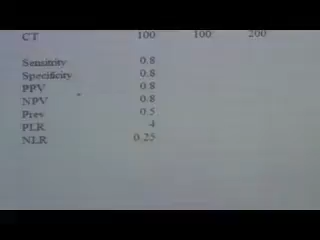 CT 100 100 200
Sensitrity 0.8
Specificity 0.8
PPV 0.8
NPV 0.8
Prev 0.5
PLR 4
NLR 0.25